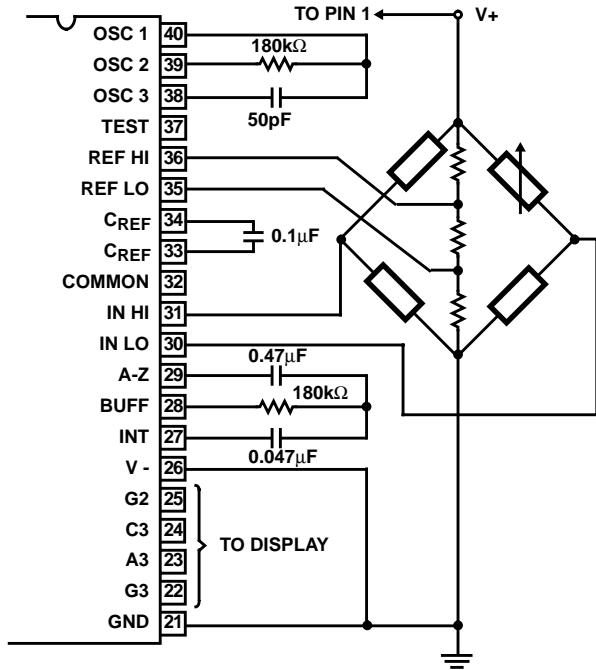 TO PIN 1
V+
OSC 1 40
180kΩ
OSC 2 39
OSC 3 38
50pF
TEST 37
REF HI 36
REF LO 35
CREF 34
0.1µF
CREF 33
COMMON 32
IN HI 31
IN LO 30
0.47µF
A-Z 29
180kΩ
BUFF 28
INT 27
0.047µF
V - 26
G2 25
C3 24
TO DISPLAY
A3 23
G3 22
GND 21